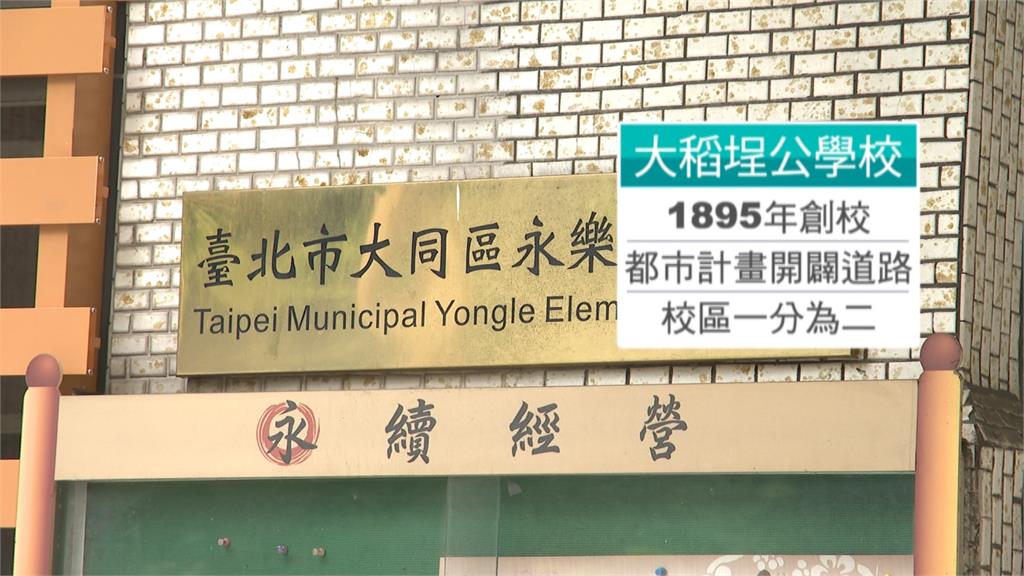 臺北市大同區永樂
Taipei Municipal Yongle Elem
大稻埕公學校
1895年創校
都市計畫開闢道路
校區一分為二
永續經營